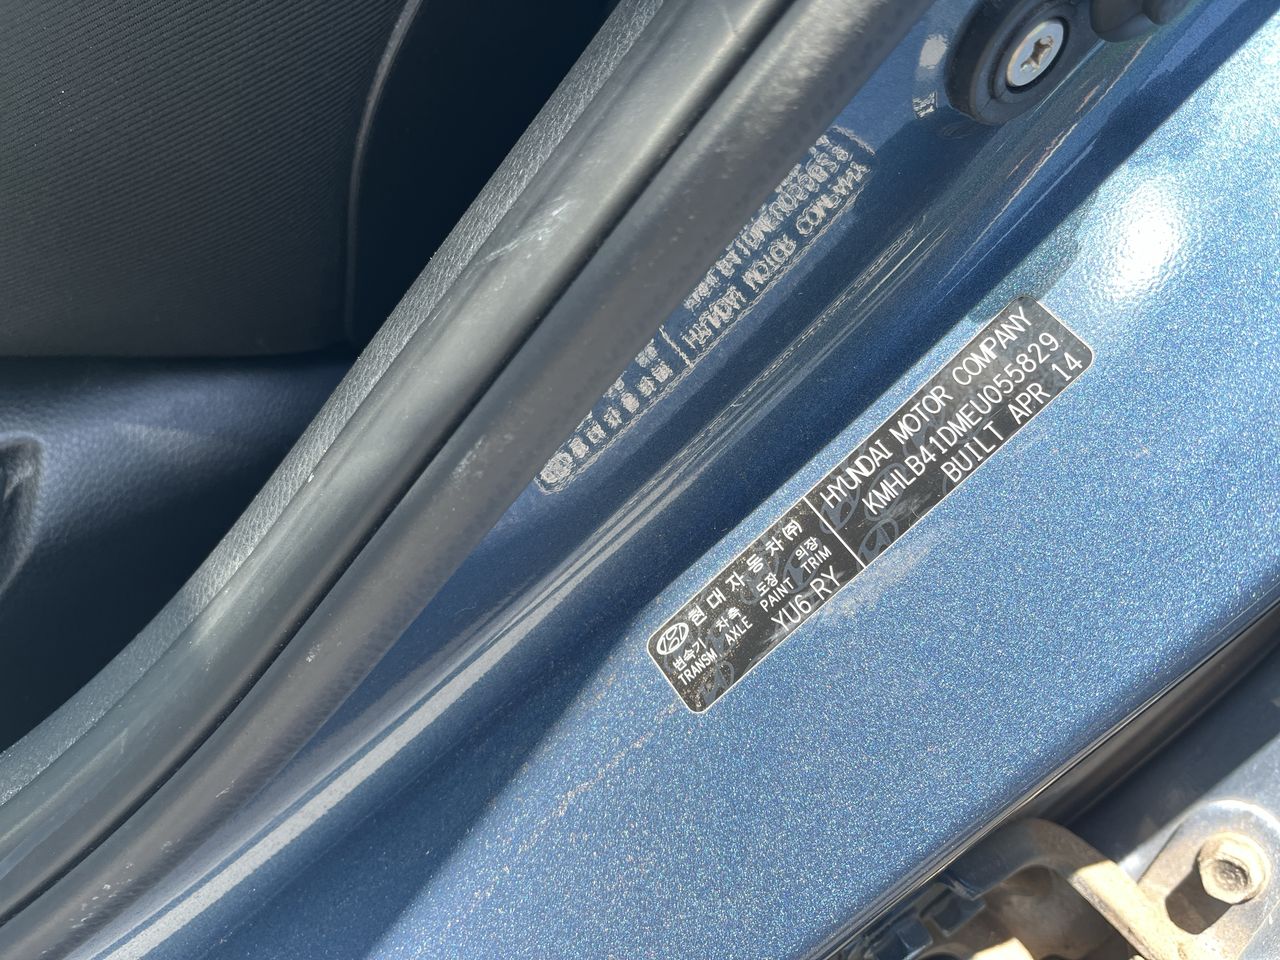 현대자동차㈜
변속기 차축 도장 의장
TRANSM AXLE PAINT TRIM
YU6 RY
HYUNDAI MOTOR COMPANY
KMHLB41DMEU055829
BUILT APR 14